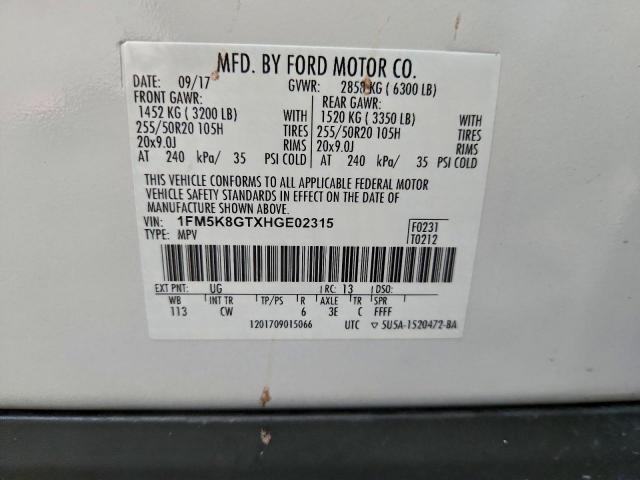 MFD. BY FORD MOTOR CO.
DATE: 09/17 GVWR: 2858 KG ( 6300 LB)
FRONT GAWR: REAR GAWR:
1452 KG ( 3200 LB) WITH 1520 KG ( 3350 LB) WITH
255/50R20 105H TIRES 255/50R20 105H TIRES
20x9.0J RIMS 20x9.0J RIMS
AT 240 kPa/ 35 PSI COLD AT 240 kPa/ 35 PSI COLD
THIS VEHICLE CONFORMS TO ALL APPLICABLE FEDERAL MOTOR
VEHICLE SAFETY STANDARDS IN EFFECT ON THE DATE OF
MANUFACTURE SHOWN ABOVE.
VIN: 1FM5K8GTXHGE02315 F0231
TYPE: MPV T0212
EXT PNT: UG RC: 13 DSO:
WB INT TR TP/PS R AXLE TR SPR
113 CW 6 3E C FFFF
1201709015066 UTC ▽ 5U5A-1520472-BA